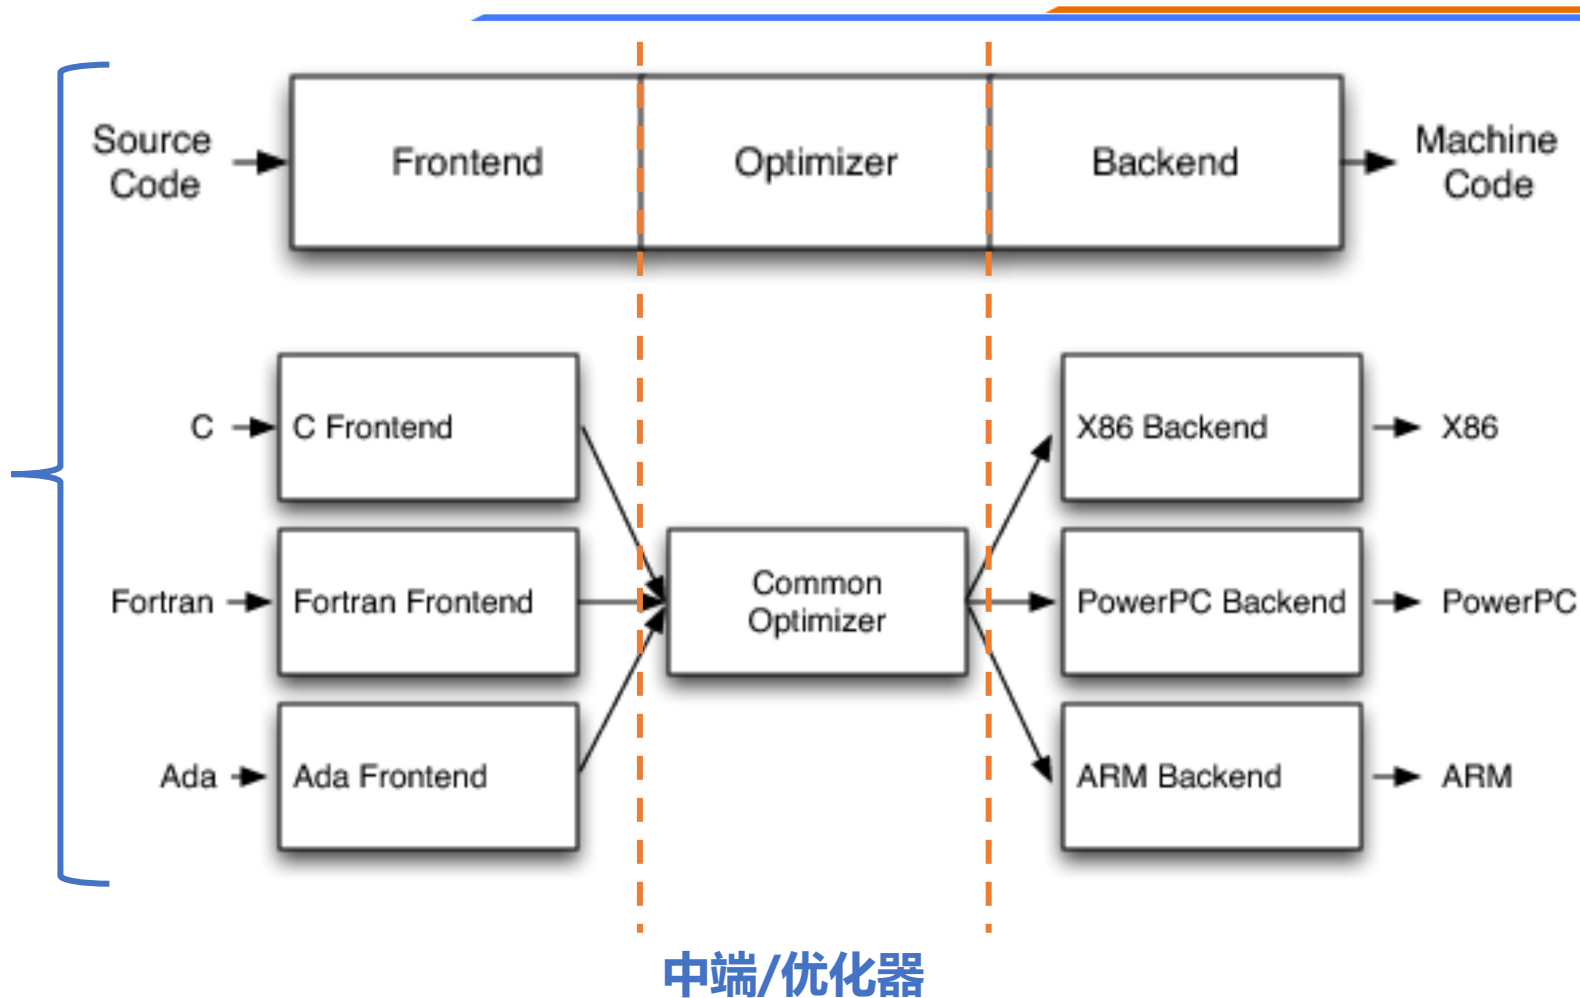 Source
Code
Frontend
Optimizer
Backend
Machine
Code
C
C Frontend
X86 Backend
X86
Fortran
Fortran Frontend
Common
Optimizer
PowerPC Backend
PowerPC
Ada
Ada Frontend
ARM Backend
ARM
中端/优化器